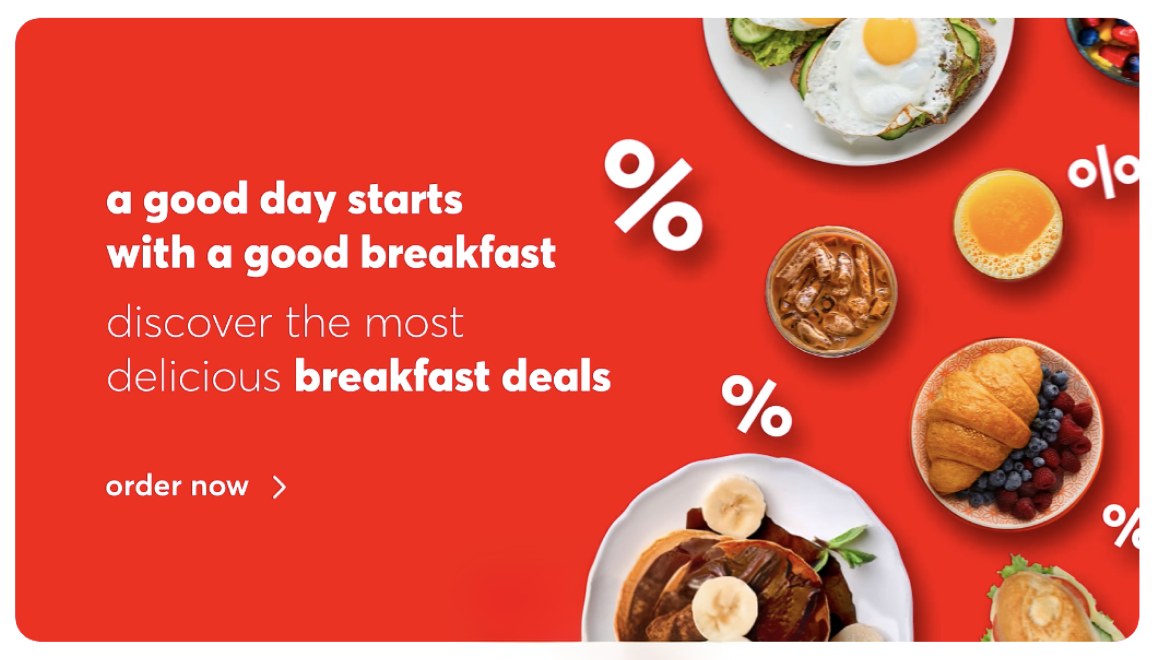 a good day starts
with a good breakfast
discover the most
delicious breakfast deals
order now >
%
%
%
%